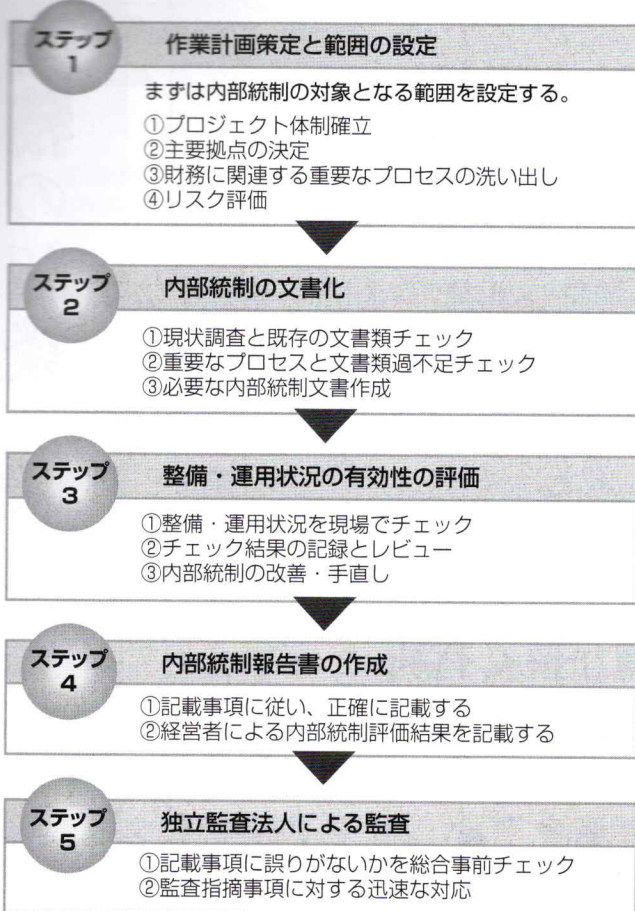 ステップ
1
作業計画策定と範囲の設定
まずは内部統制の対象となる範囲を設定する。
①プロジェクト体制確立
②主要拠点の決定
③財務に関連する重要なプロセスの洗い出し
④リスク評価
ステップ
2
内部統制の文書化
①現状調査と既存の文書類チェック
②重要なプロセスと文書類過不足チェック
③必要な内部統制文書作成
ステップ
3
整備・運用状況の有効性の評価
①整備・運用状況を現場でチェック
②チェック結果の記録とレビュー
③内部統制の改善・手直し
ステップ
4
内部統制報告書の作成
①記載事項に従い、正確に記載する
②経営者による内部統制評価結果を記載する
ステップ
5
独立監査法人による監査
①記載事項に誤りがないかを総合事前チェック
②監査指摘事項に対する迅速な対応